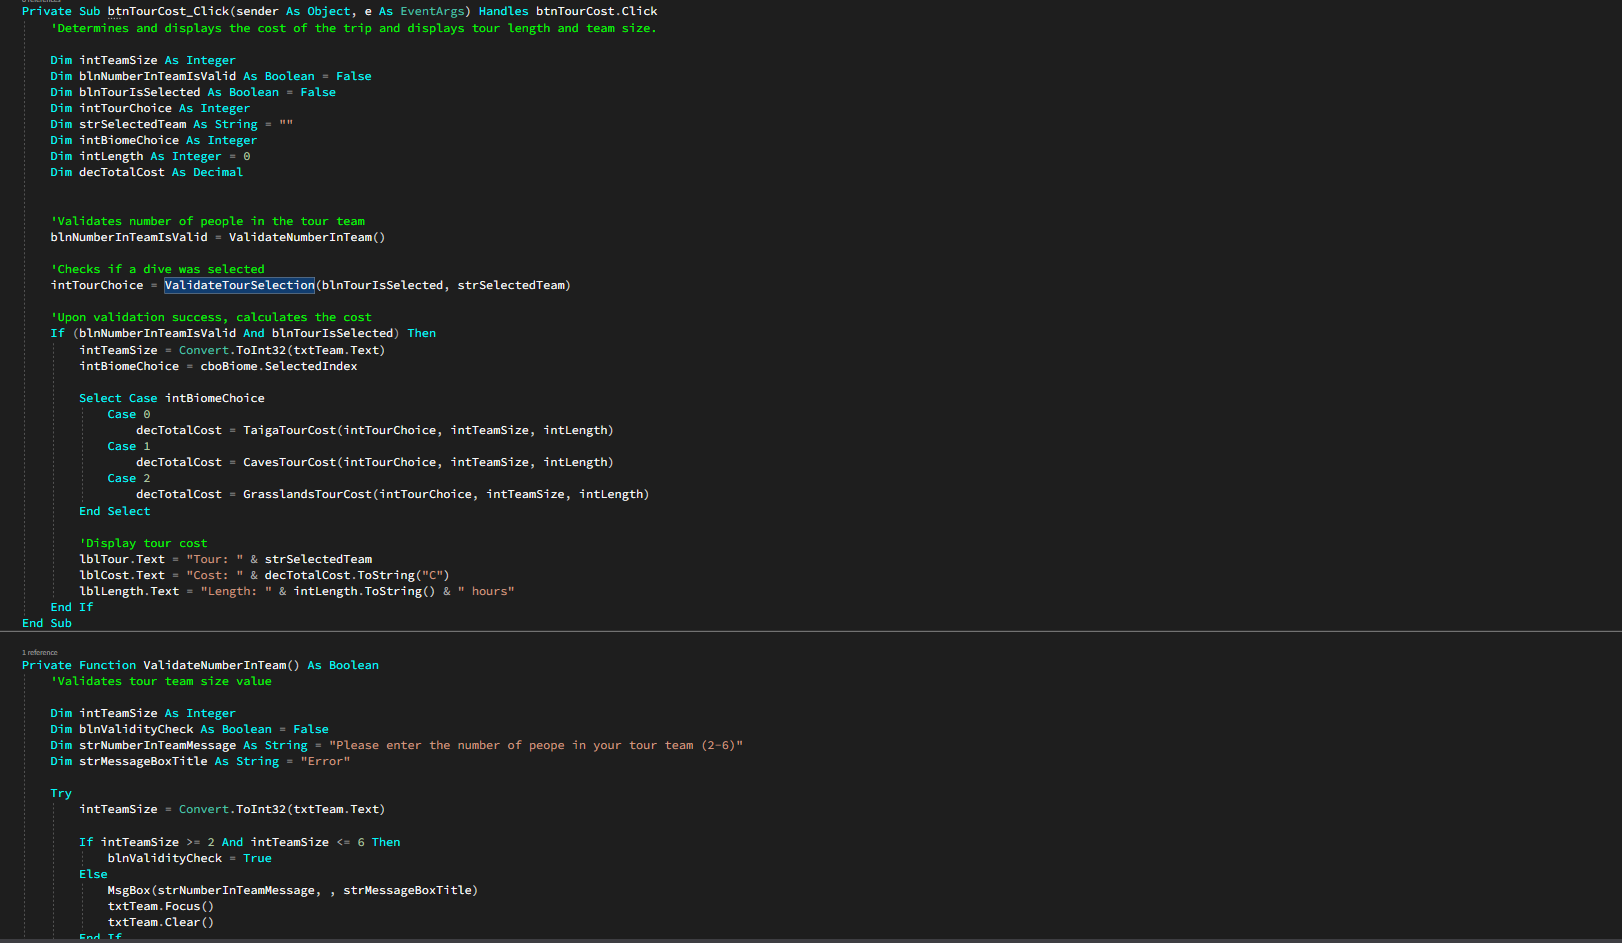 Private Sub btnTourCost_Click(sender As Object, e As EventArgs) Handles btnTourCost.Click
'Determines and displays the cost of the trip and displays tour length and team size.
Dim intTeamSize As Integer
Dim blnNumberInTeamIsValid As Boolean = False
Dim blnTourIsSelected As Boolean = False
Dim intTourChoice As Integer
Dim strSelectedTeam As String = ""
Dim intBiomeChoice As Integer
Dim intLength As Integer = 0
Dim decTotalCost As Decimal
'Validates number of people in the tour team
blnNumberInTeamIsValid = ValidateNumberInTeam()
'Checks if a dive was selected
intTourChoice = ValidateTourSelection(blnTourIsSelected, strSelectedTeam)
'Upon validation success, calculates the cost
If (blnNumberInTeamIsValid And blnTourIsSelected) Then
intTeamSize = Convert.ToInt32(txtTeam.Text)
intBiomeChoice = cboBiome.SelectedIndex
Select Case intBiomeChoice
Case 0
decTotalCost = TaigaTourCost(intTourChoice, intTeamSize, intLength)
Case 1
decTotalCost = CavesTourCost(intTourChoice, intTeamSize, intLength)
Case 2
decTotalCost = GrasslandsTourCost(intTourChoice, intTeamSize, intLength)
End Select
'Display tour cost
lblTour.Text = "Tour: " & strSelectedTeam
lblCost.Text = "Cost: " & decTotalCost.ToString("C")
lblLength.Text = "Length: " & intLength.ToString() & " hours"
End If
End Sub
1 reference
Private Function ValidateNumberInTeam() As Boolean
'Validates tour team size value
Dim intTeamSize As Integer
Dim blnValidityCheck As Boolean = False
Dim strNumberInTeamMessage As String = "Please enter the number of peope in your tour team (2-6)"
Dim strMessageBoxTitle As String = "Error"
Try
intTeamSize = Convert.ToInt32(txtTeam.Text)
If intTeamSize >= 2 And intTeamSize <= 6 Then
blnValidityCheck = True
Else
MsgBox(strNumberInTeamMessage, , strMessageBoxTitle)
txtTeam.Focus()
txtTeam.Clear()
End If